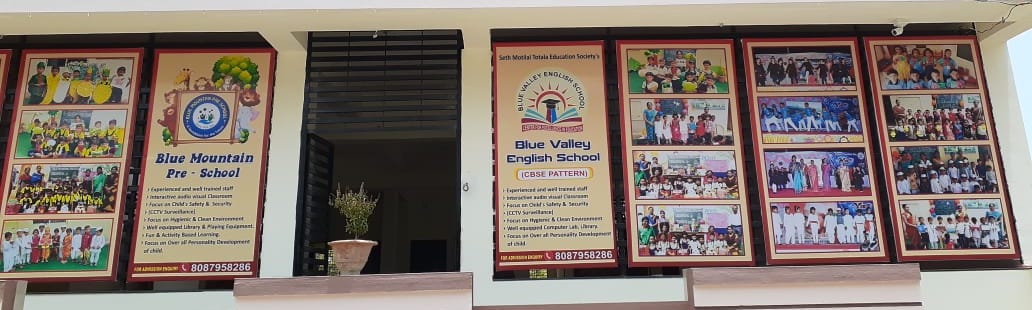 BLUE MOUNTAIN PRE SCHOOL
Blue Mountain
Pre - School
Experienced and well trained staff
Interactive audio visual Classroom
Focus on Child's Safety & Security
(CCTV Surveillance)
Focus on Hygienic & Clean Environment
Well equipped Library & Playing Equipment.
Fun & Activity Based Learning.
Focus on Over all Personality Development
of child.
FOR ADMISSION ENQUIRY 8087958286
Seth Motilal Totala Education Society's
BLUE VALLEY ENGLISH SCHOOL
Blue Valley
English School
(CBSE PATTERN)
Experienced and well trained staff
Interactive audio visual Classroom
Focus on Child's Safety & Security
(CCTV Surveillance)
Focus on Hygienic & Clean Environment
Well equipped Computer Lab, Library.
Focus on Over all Personality Development
of child.
FOR ADMISSION ENQUIRY 8087958286